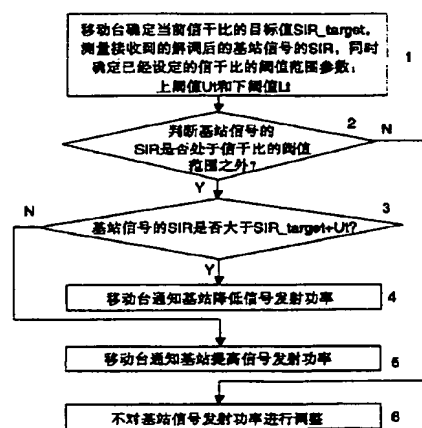 移动台确定当前信干比的目标值SIR_target,
测量接收到的解调后的基站信号的SIR,同时
确定已经设定的信干比的阈值范围参数:
上阈值Ut和下阈值Lt
1
2
N
判断基站信号的
SIR是否处于信干比的阈值
范围之外?
Y
N
3
基站信号的SIR是否大于SIR_target+Ut?
Y
移动台通知基站降低信号发射功率
4
移动台通知基站提高信号发射功率
5
不对基站信号发射功率进行调整
6